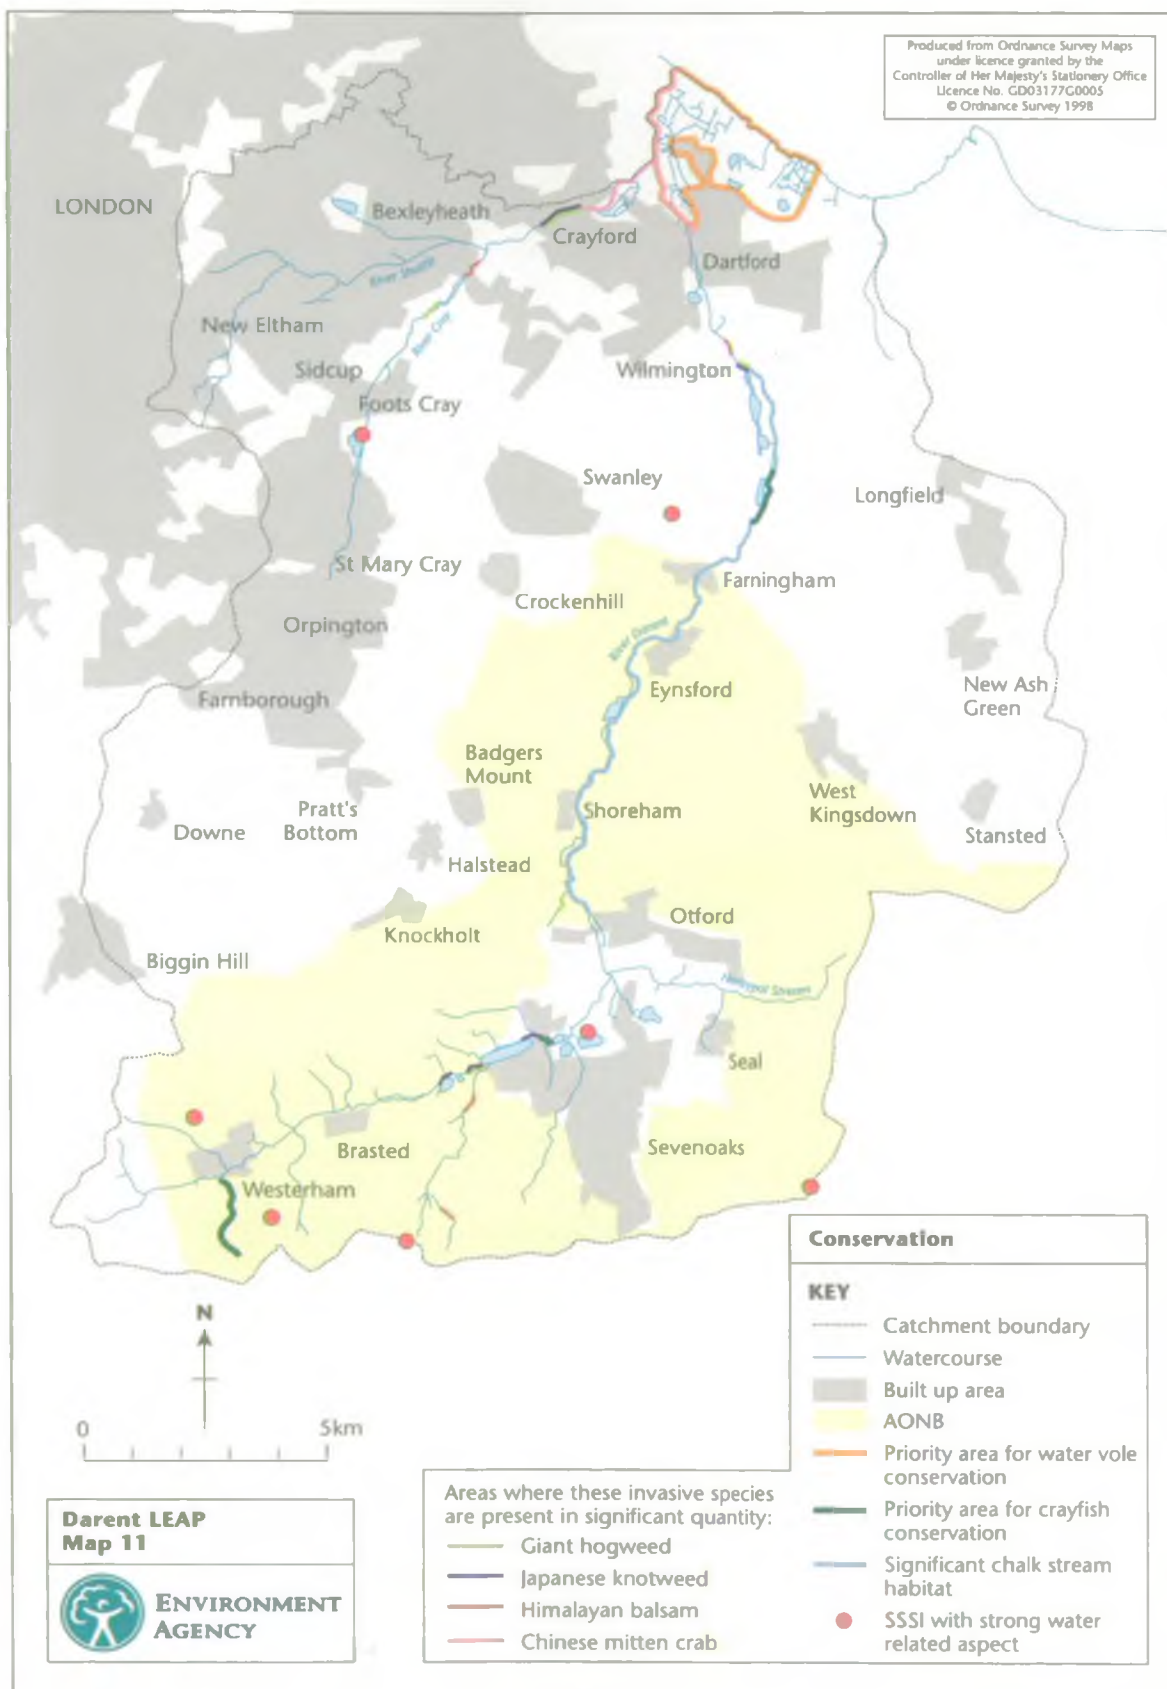 Produced from Ordnance Survey Maps
under licence granted by the
Controller of Her Majesty's Stationery Office
Licence No. GD03177G0005
© Ordnance Survey 1998
LONDON
Bexleyheath
Crayford
Dartford
River Shuttle
New Eltham
River Cray
Sidcup
Wilmington
Foots Cray
Swanley
Longfield
St Mary Cray
Crockenhill
Farningham
Orpington
River Darent
Eynsford
Farnborough
New Ash
Green
Badgers
Mount
West
Kingsdown
Pratt's
Bottom
Shoreham
Downe
Halstead
Stansted
Otford
Knockholt
Biggin Hill
Stream
Seal
Brasted
Sevenoaks
Westerham
N
0
5km
Conservation
KEY
Catchment boundary
Watercourse
Built up area
AONB
Priority area for water vole
conservation
Priority area for crayfish
conservation
Significant chalk stream
habitat
SSSI with strong water
related aspect
Areas where these invasive species
are present in significant quantity:
Giant hogweed
Japanese knotweed
Himalayan balsam
Chinese mitten crab
Darent LEAP
Map 11
ENVIRONMENT
AGENCY